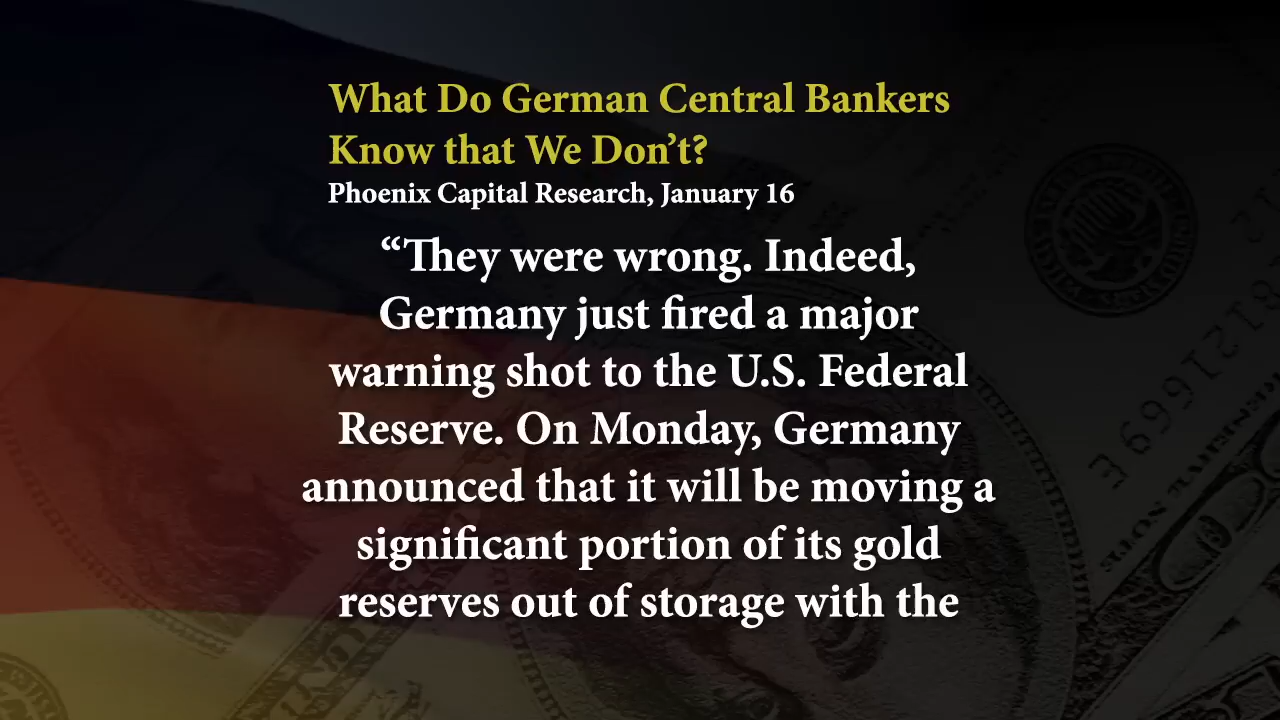 What Do German Central Bankers
Know that We Don’t?
Phoenix Capital Research, January 16
“They were wrong. Indeed,
Germany just fired a major
warning shot to the U.S. Federal
Reserve. On Monday, Germany
announced that it will be moving a
significant portion of its gold
reserves out of storage with the